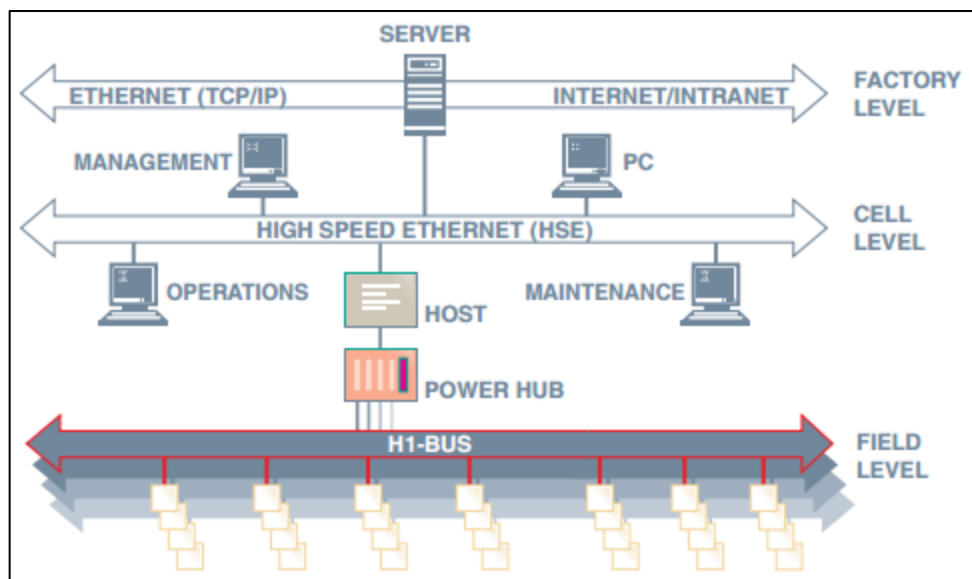 SERVER
ETHERNET (TCP/IP)
INTERNET/INTRANET
FACTORY
LEVEL
MANAGEMENT
PC
HIGH SPEED ETHERNET (HSE)
CELL
LEVEL
OPERATIONS
MAINTENANCE
HOST
POWER HUB
H1-BUS
FIELD
LEVEL